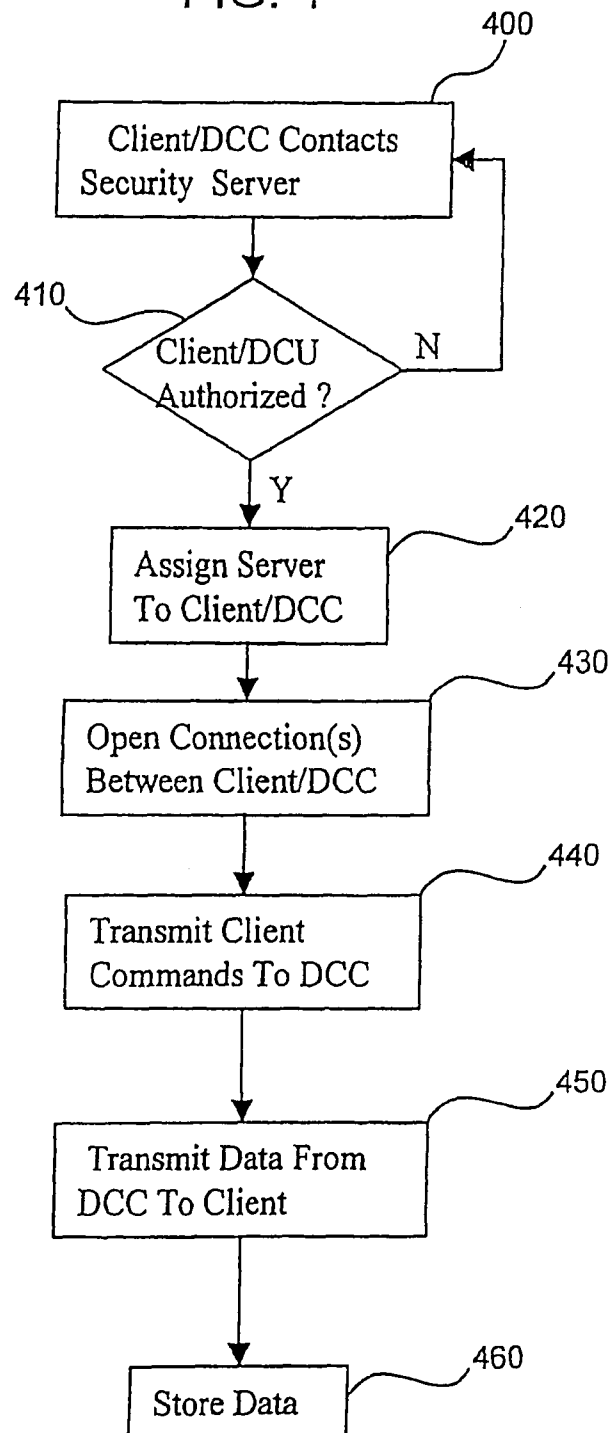 400
Client/DCC Contacts
Security Server
410
Client/DCU
Authorized ?
N
Y
420
Assign Server
To Client/DCC
430
Open Connection(s)
Between Client/DCC
440
Transmit Client
Commands To DCC
450
Transmit Data From
DCC To Client
460
Store Data